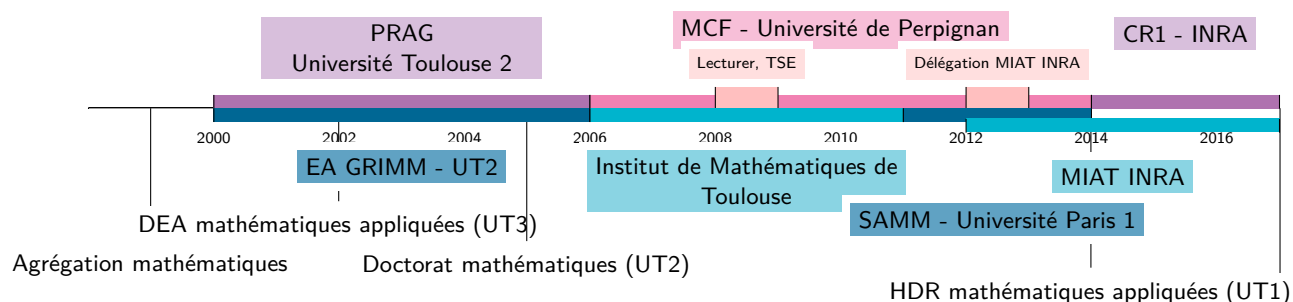 PRAG
Université Toulouse 2
MCF - Université de Perpignan
CR1 - INRA
Lecturer, TSE
Délégation MIAT INRA
2000
2002
2004
2006
2008
2010
2012
2014
2016
EA GRIMM - UT2
Institut de Mathématiques de
Toulouse
MIAT INRA
SAMM - Université Paris 1
DEA mathématiques appliquées (UT3)
Agrégation mathématiques
Doctorat mathématiques (UT2)
HDR mathématiques appliquées (UT1)